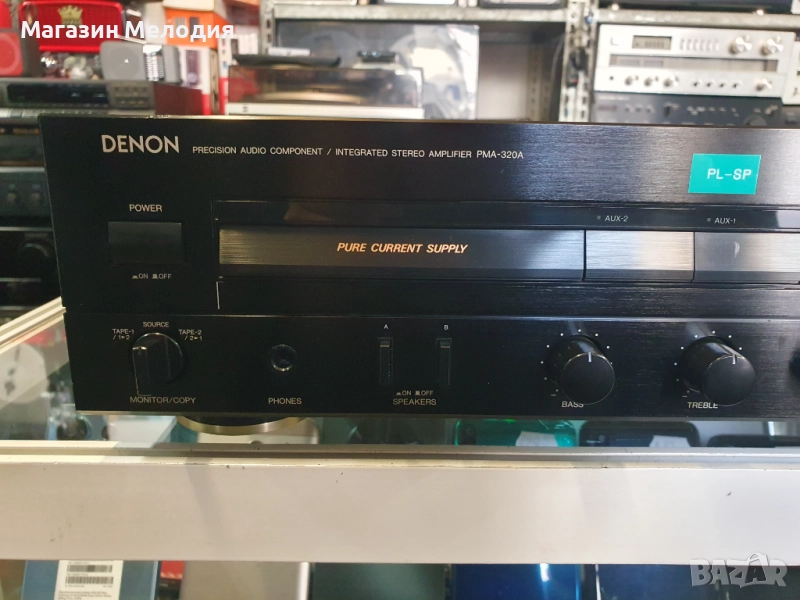 Магазин Мелодия
DENON PRECISION AUDIO COMPONENT / INTEGRATED STEREO AMPLIFIER PMA-320A
PL-SP
POWER
AUX-2
AUX-1
PURE CURRENT SUPPLY
ON OFF
SOURCE
TAPE-1
/ 1▶2
TAPE-2
/ 2▶1
A
B
ON OFF
MONITOR/COPY
PHONES
SPEAKERS
BASS
TREBLE
BAZAR